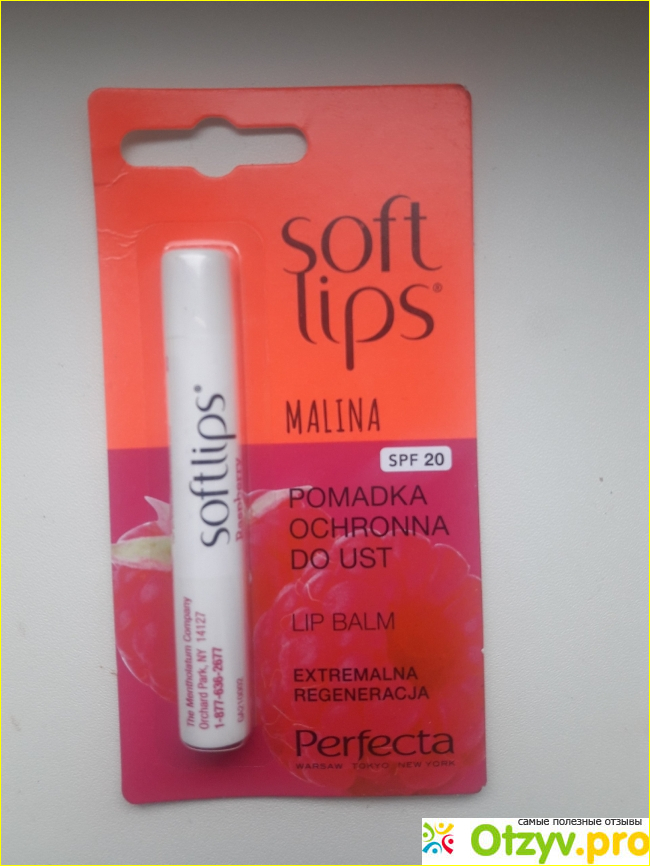 soft
lips®
MALINA
SPF 20
POMADKA
OCHRONNA
DO UST
LIP BALM
EXTREMALNA
REGENERACJA
Perfecta
WARSAW TOKYO NEW YORK
softlips®
Raspberry
The Mentholatum Company
Orchard Park, NY 14127
1-877-636-2677
самые полезные отзывы
Otzyv.pro